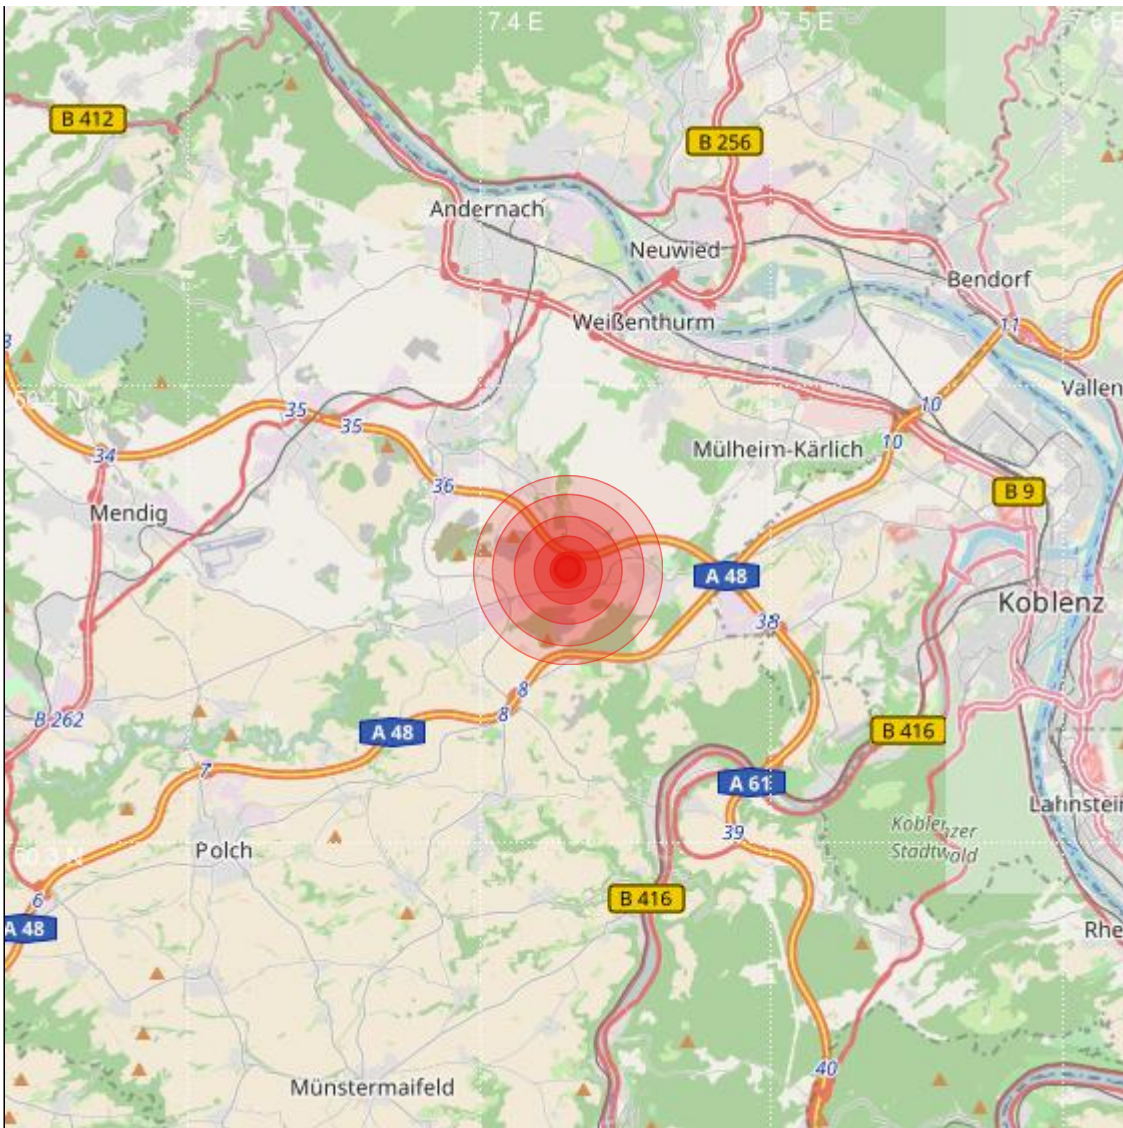 7.4 E
7.5 E
7.6 E
B 412
B 256
Andernach
Neuwied
Bendorf
Weißenthurm
11
Vallen
10
35
35
10
34
Mülheim-Kärlich
36
B 9
Mendig
A 48
Koblenz
38
8
B 262
8
A 48
B 416
7
A 61
Lahnstein
Koblenzer
Stadtwald
39
Polch
50.3 N
6
B 416
A 48
Rhe
40
Münstermaifeld